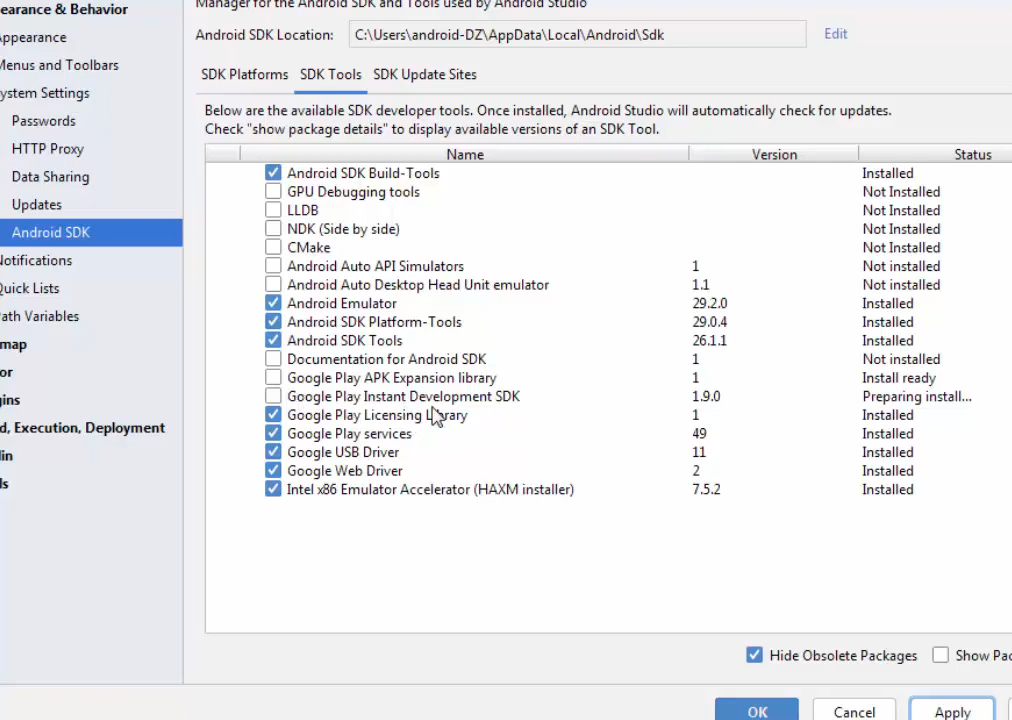 earance & Behavior
Manager for the Android SDK and Tools used by Android Studio
Appearance
Android SDK Location: C:\Users\android-DZ\AppData\Local\Android\Sdk Edit
Menus and Toolbars
SDK Platforms SDK Tools SDK Update Sites
ystem Settings
Below are the available SDK developer tools. Once installed, Android Studio will automatically check for updates.
Passwords
Check "show package details" to display available versions of an SDK Tool.
HTTP Proxy
Name Version Status
Data Sharing
Android SDK Build-Tools Installed
GPU Debugging tools Not Installed
Updates
LLDB Not Installed
Android SDK
NDK (Side by side) Not Installed
CMake Not Installed
Notifications
Android Auto API Simulators 1 Not installed
Quick Lists
Android Auto Desktop Head Unit emulator 1.1 Not installed
Android Emulator 29.2.0 Installed
ath Variables
Android SDK Platform-Tools 29.0.4 Installed
map
Android SDK Tools 26.1.1 Installed
Documentation for Android SDK 1 Not installed
or
Google Play APK Expansion library 1 Install ready
gins
Google Play Instant Development SDK 1.9.0 Preparing install...
Google Play Licensing Library 1 Installed
d, Execution, Deployment
Google Play services 49 Installed
lin
Google USB Driver 11 Installed
Google Web Driver 2 Installed
ls
Intel x86 Emulator Accelerator (HAXM installer) 7.5.2 Installed
Hide Obsolete Packages Show Pac
OK Cancel Apply